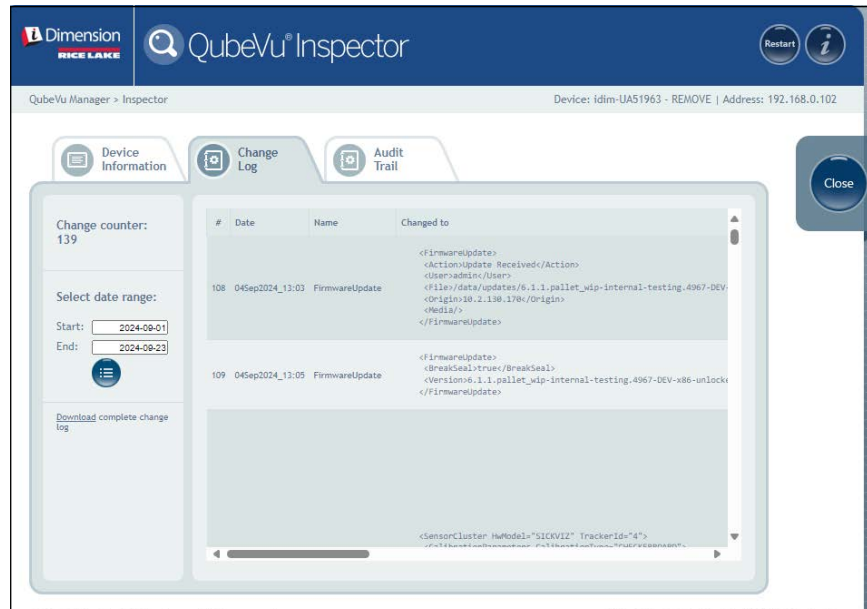 iDimension
RICE LAKE
QubeVu® Inspector
Restart
i
QubeVu Manager > Inspector
Device: idim-UA51963 - REMOVE | Address: 192.168.0.102
Device
Information
Change
Log
Audit
Trail
Close
Change counter:
139
Select date range:
Start: 2024-09-01
End: 2024-09-23
Download complete change
log
# Date Name Changed to
108 04Sep2024_13:03 FirmwareUpdate
<FirmwareUpdate>
<Action>Update Received</Action>
<User>admin</User>
<File>/data/updates/6.1.1.pallet_wip-internal-testing.4967-DEV-
<Origin>10.2.130.170</Origin>
<Media/>
</FirmwareUpdate>
109 04Sep2024_13:05 FirmwareUpdate
<FirmwareUpdate>
<BreakSeal>true</BreakSeal>
<Version>6.1.1.pallet_wip-internal-testing.4967-DEV-x86-unlocke
</FirmwareUpdate>
<SensorCluster HwModel="SICKVIZ" TrackerId="4">
<CalibrationParameters CalibrationType="CHECKERBOARD">